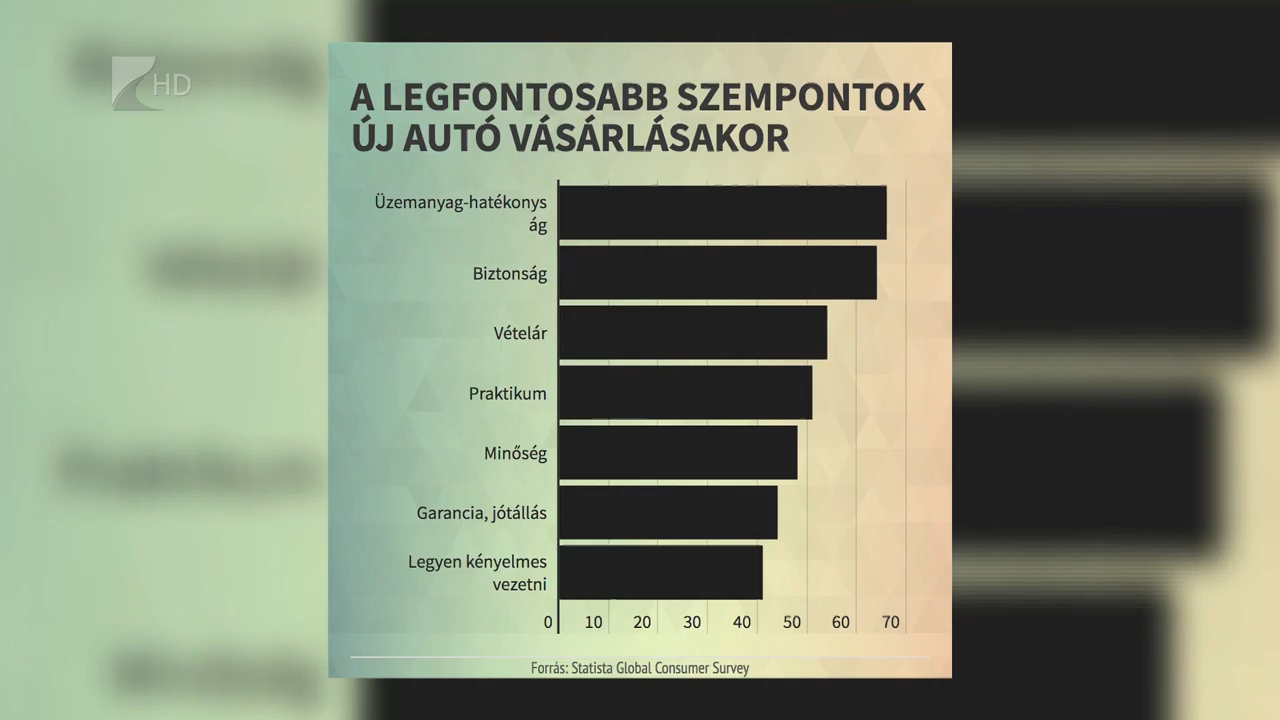 HD
A LEGFONTOSABB SZEMPONTOK
ÚJ AUTÓ VÁSÁRLÁSAKOR
Üzemanyag-hatékonys
ág
Biztonság
Vételár
Praktikum
Minőség
Garancia, jótállás
Legyen kényelmes
vezetni
0 10 20 30 40 50 60 70
Forrás: Statista Global Consumer Survey